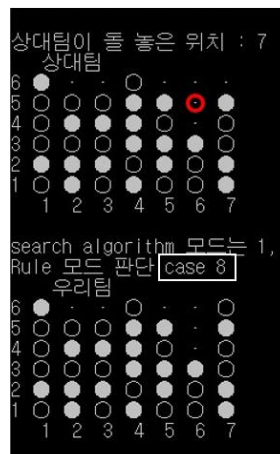 상대팀이 돌 놓은 위치 : 7
상대팀
6 ● · · ○ · · ·
5 ○ ○ ○ ● ● · ●
4 ○ ● ● ● ○ · ○
3 ○ ○ ○ ● ● ● ○
2 ● ● ● ○ ○ ○ ●
1 ○ ● ○ ● ○ ○ ●
1 2 3 4 5 6 7
search algorithm 모드는 1,
Rule 모드 판단 case 8
우리팀
6 ● · · ○ · · ○
5 ○ ○ ○ ● ● · ●
4 ○ ● ● ● ○ · ○
3 ○ ○ ○ ● ● ● ○
2 ● ● ● ○ ○ ○ ●
1 ○ ● ○ ● ○ ○ ●
1 2 3 4 5 6 7